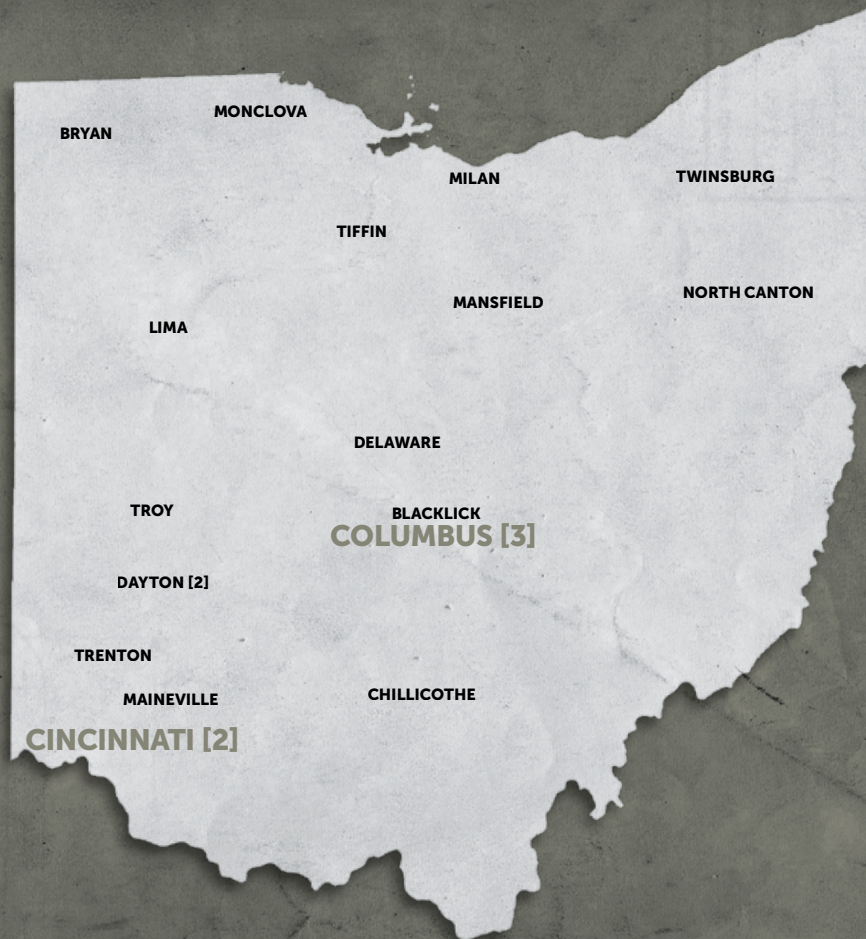 MONCLOVA
BRYAN
MILAN
TWINSBURG
TIFFIN
NORTH CANTON
MANSFIELD
LIMA
DELAWARE
TROY
BLACKLICK
COLUMBUS [3]
DAYTON [2]
TRENTON
CHILLICOTHE
MAINEVILLE
CINCINNATI [2]